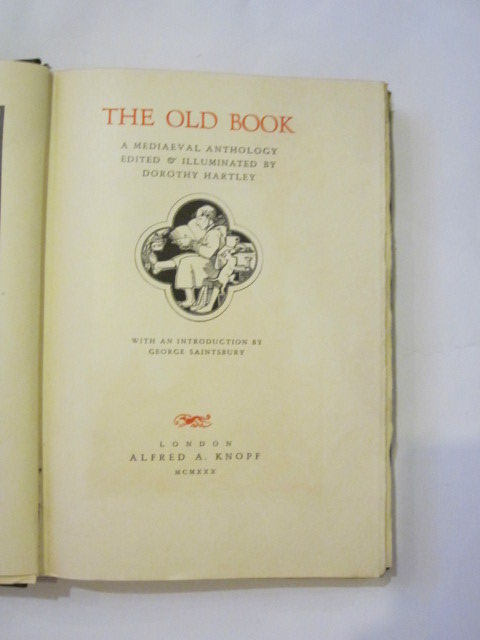 THE OLD BOOK
A MEDIAEVAL ANTHOLOGY
EDITED & ILLUMINATED BY
DOROTHY HARTLEY
WITH AN INTRODUCTION BY
GEORGE SAINTSBURY
LONDON
ALFRED A. KNOPF
MCMXXX